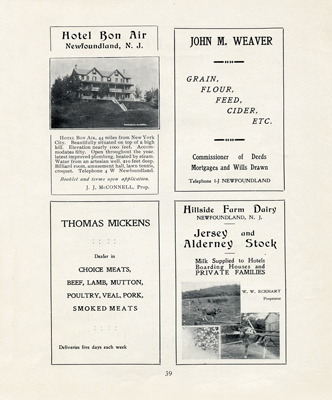 Hotel Bon Air
Newfoundland, N. J.
HOTEL BON AIR, 44 miles from New York
City. Beautifully situated on top of a high
hill. Elevation nearly 1000 feet. Accom-
modates fifty. Open throughout the year,
latest improved plumbing, heated by steam.
Water from an artesian well, 210 feet deep.
Billiard room, amusement hall, lawn tennis,
croquet. Telephone 4 W Newfoundland.
Booklet and terms upon application.
J. J. McCONNELL, Prop.
JOHN M. WEAVER
GRAIN,
FLOUR,
FEED,
CIDER,
ETC.
Commissioner of Deeds
Mortgages and Wills Drawn
Telephone 1-J NEWFOUNDLAND
THOMAS MICKENS
Dealer in
CHOICE MEATS,
BEEF, LAMB, MUTTON,
POULTRY, VEAL, PORK,
SMOKED MEATS
Deliveries five days each week
Hillside Farm Dairy
NEWFOUNDLAND, N. J.
Jersey and
Alderney Stock
Milk Supplied to Hotels
Boarding Houses and
PRIVATE FAMILIES
W. W. ECKHART
Proprietor
39